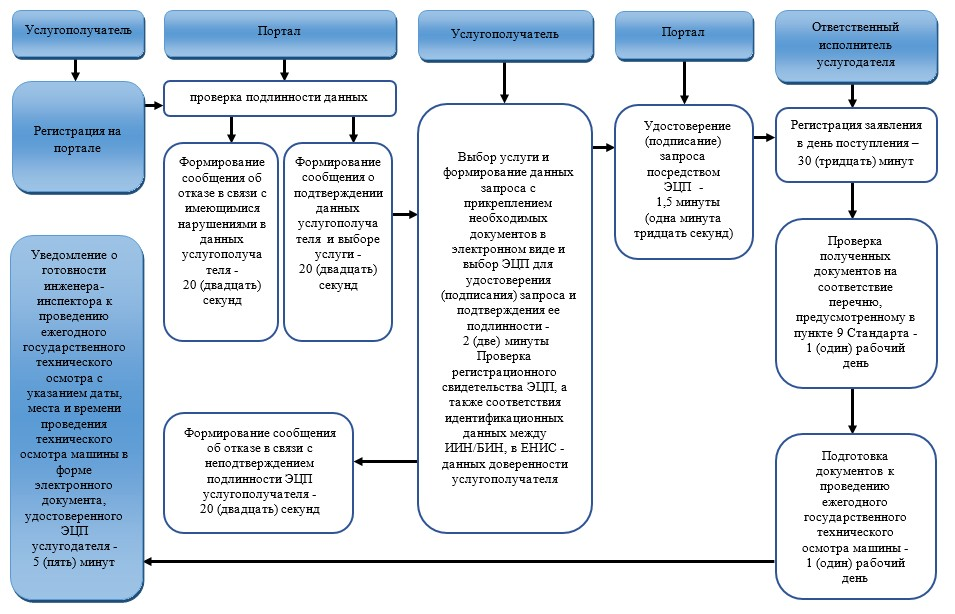 Услугополучатель
Портал
Услугополучатель
Портал
Ответственный
исполнитель
услугодателя
Регистрация на
портале
проверка подлинности данных
Формирование
сообщения об
отказе в связи с
имеющимися
нарушениями в
данных
услугополуча
теля -
20 (двадцать)
секунд
Формирование
сообщения о
подтверждении
данных
услугополуча
теля и выборе
услуги -
20 (двадцать)
секунд
Выбор услуги и
формирование данных
запроса с
прикреплением
необходимых
документов в
электронном виде и
выбор ЭЦП для
удостоверения
(подписания) запроса и
подтверждения ее
подлинности -
2 (две) минуты
Проверка
регистрационного
свидетельства ЭЦП, а
также соответствия
идентификационных
данных между
ИИН/БИН, в ЕНИС -
данных доверенности
услугополучателя
Удостоверение
(подписание)
запроса
посредством
ЭЦП -
1,5 минуты
(одна минута
тридцать секунд)
Регистрация заявления
в день поступления –
30 (тридцать) минут
Проверка
полученных
документов на
соответствие
перечню,
предусмотренному в
пункте 9 Стандарта -
1 (один) рабочий
день
Подготовка
документов к
проведению
ежегодного
государственного
технического
осмотра машины -
1 (один) рабочий
день
Формирование сообщения
об отказе в связи с
неподтверждением
подлинности ЭЦП
услугополучателя -
20 (двадцать) секунд
Уведомление о
готовности
инженера-
инспектора к
проведению
ежегодного
государственного
технического
осмотра с
указанием даты,
места и времени
проведения
технического
осмотра машины в
форме
электронного
документа,
удостоверенного
ЭЦП
услугодателя -
5 (пять) минут